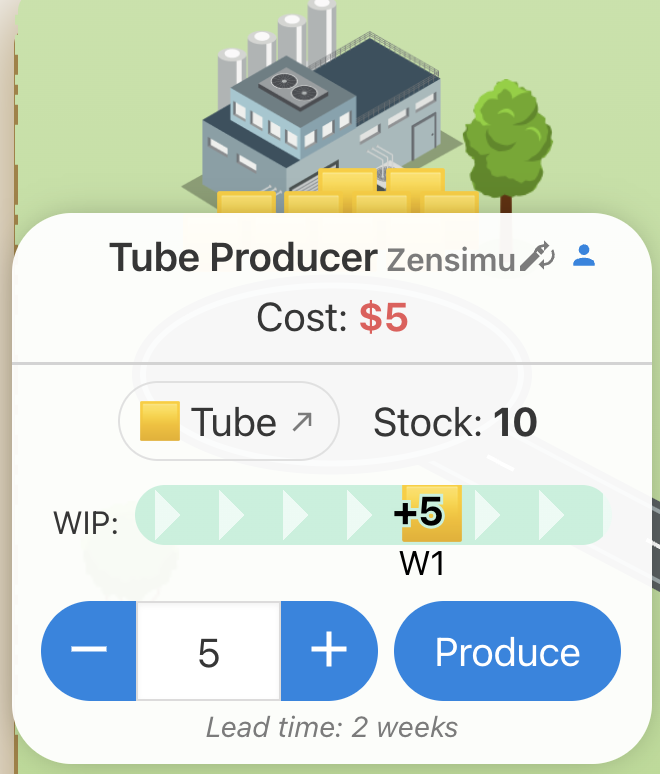 Tube Producer Zensimu
Cost: $5
Tube ↗ Stock: 10
WIP: +5
W1
− 5 + Produce
Lead time: 2 weeks